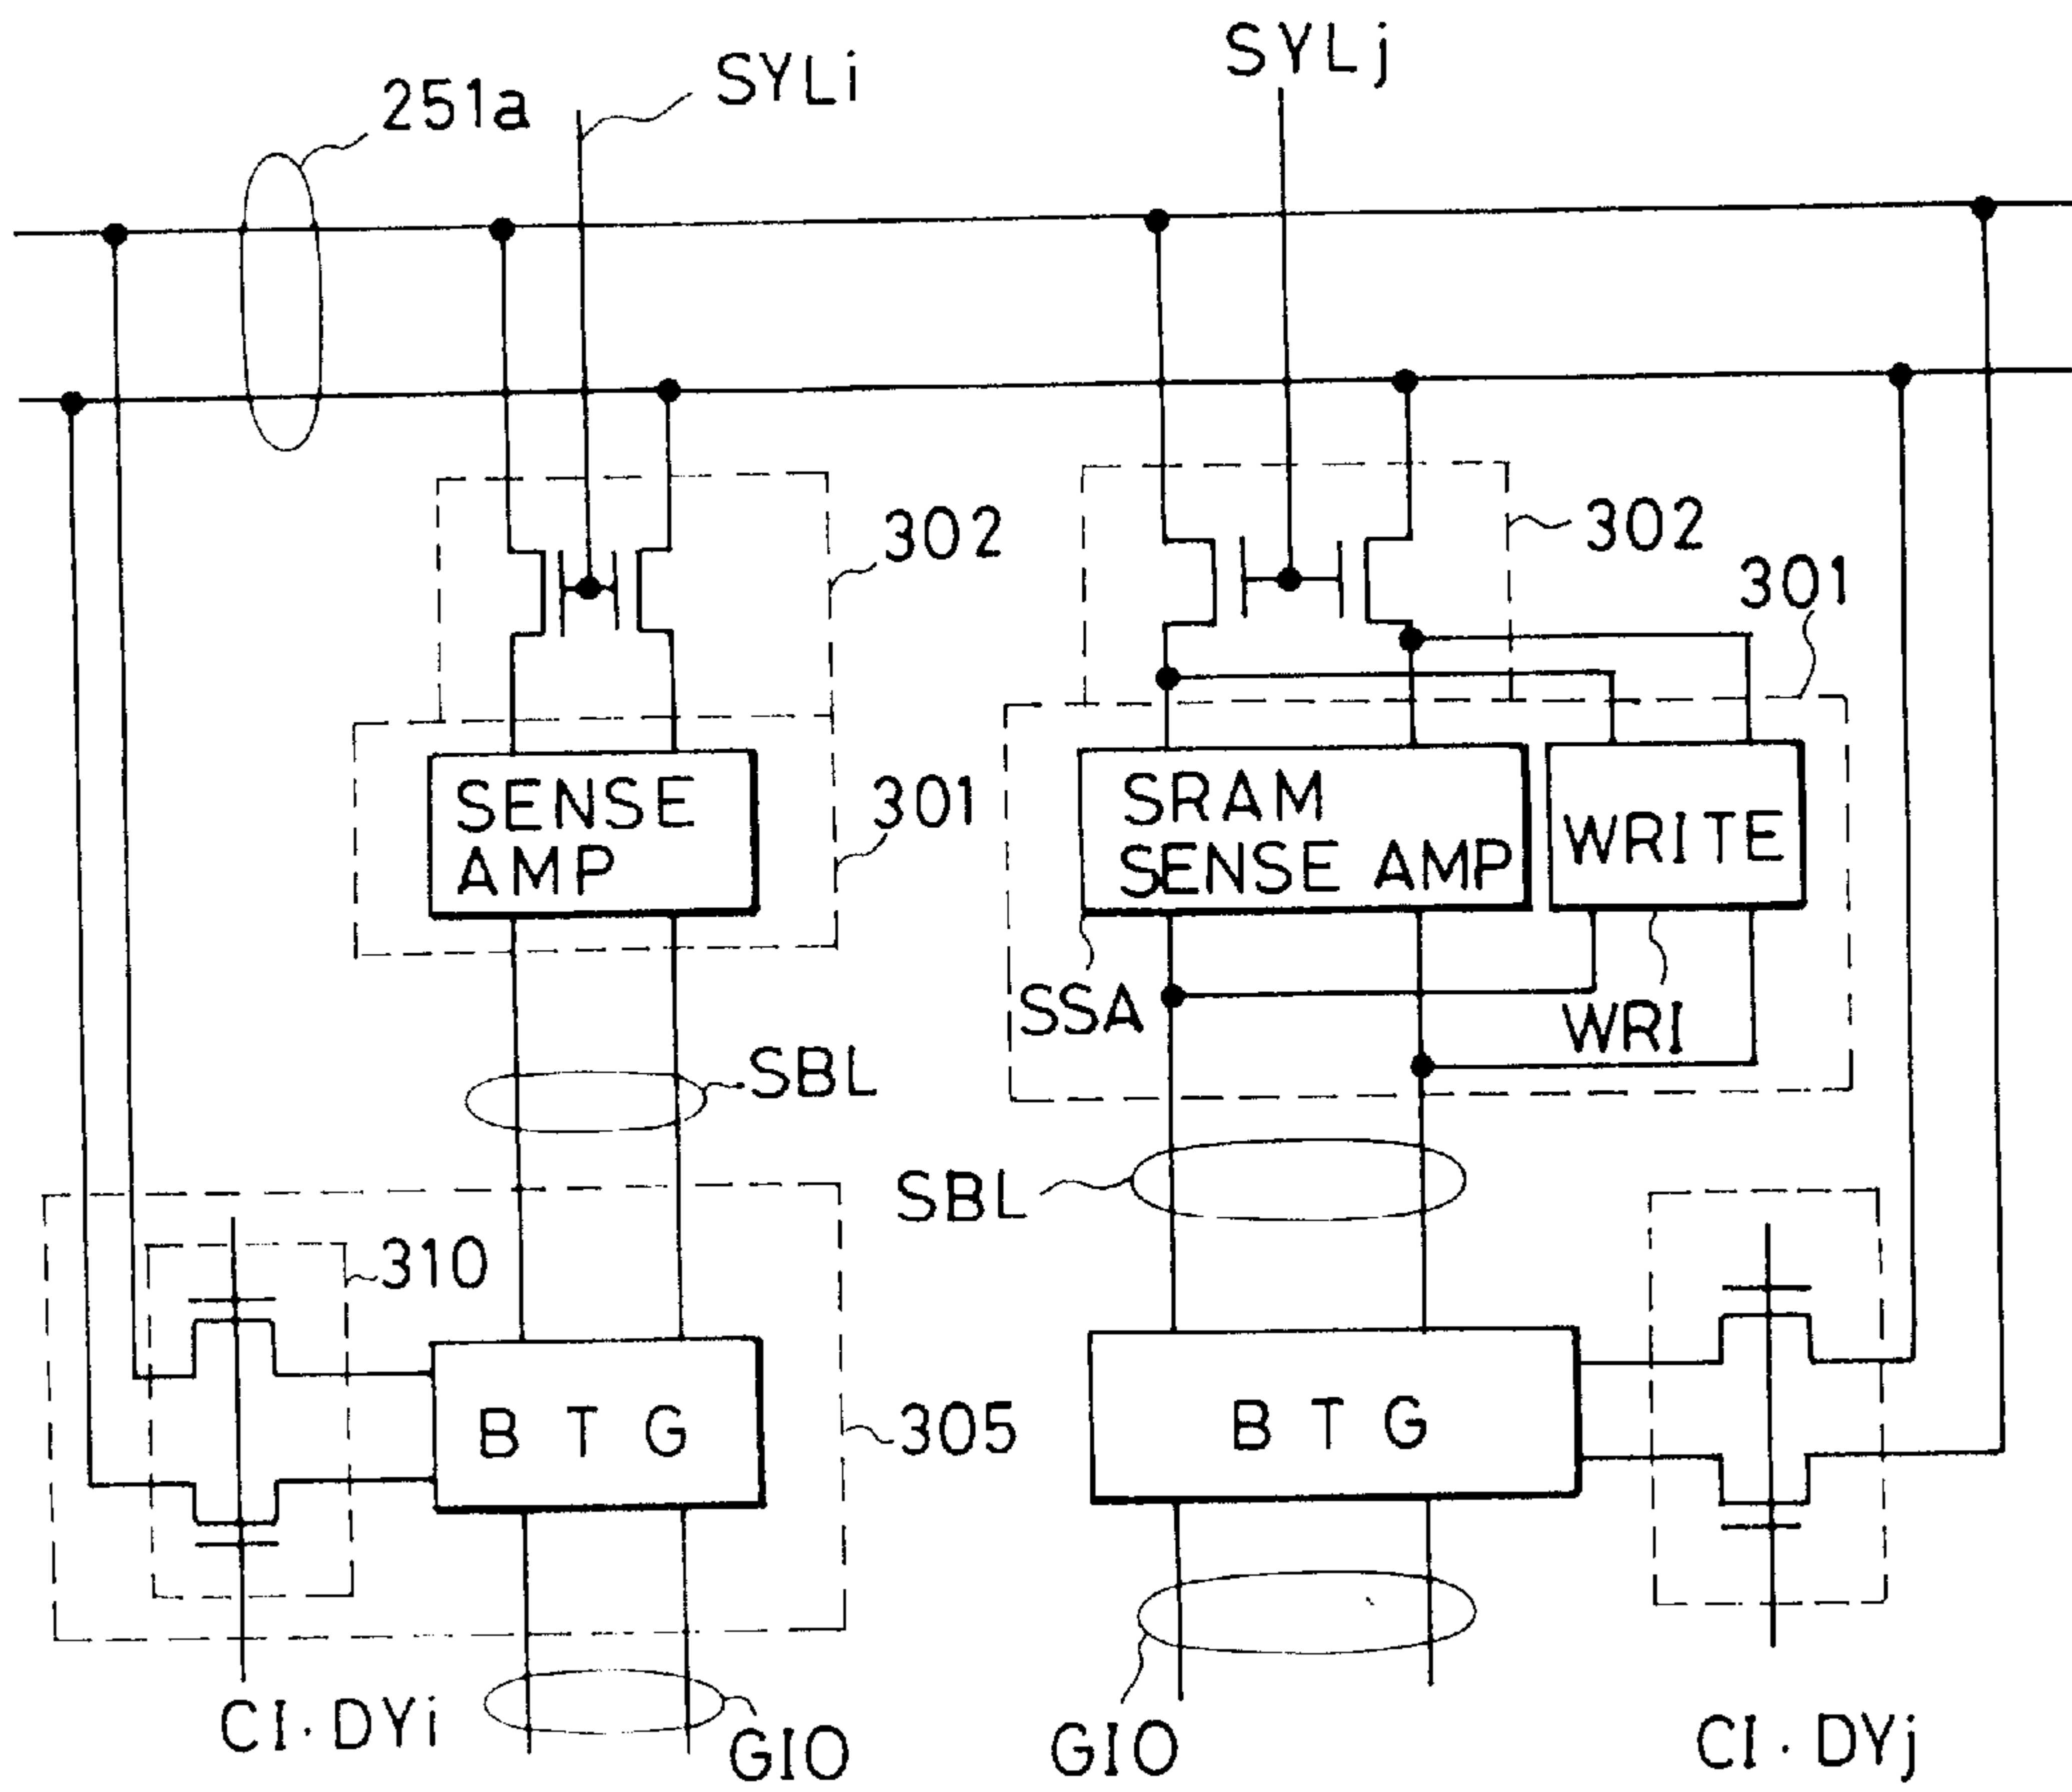 SYLj
SYLi
251a
302
302
301
SENSE
AMP
301
SRAM
SENSE AMP
WRITE
SSA
WRI
SBL
SBL
310
B T G
305
B T G
CI·DYi
GIO
GIO
CI·DYj